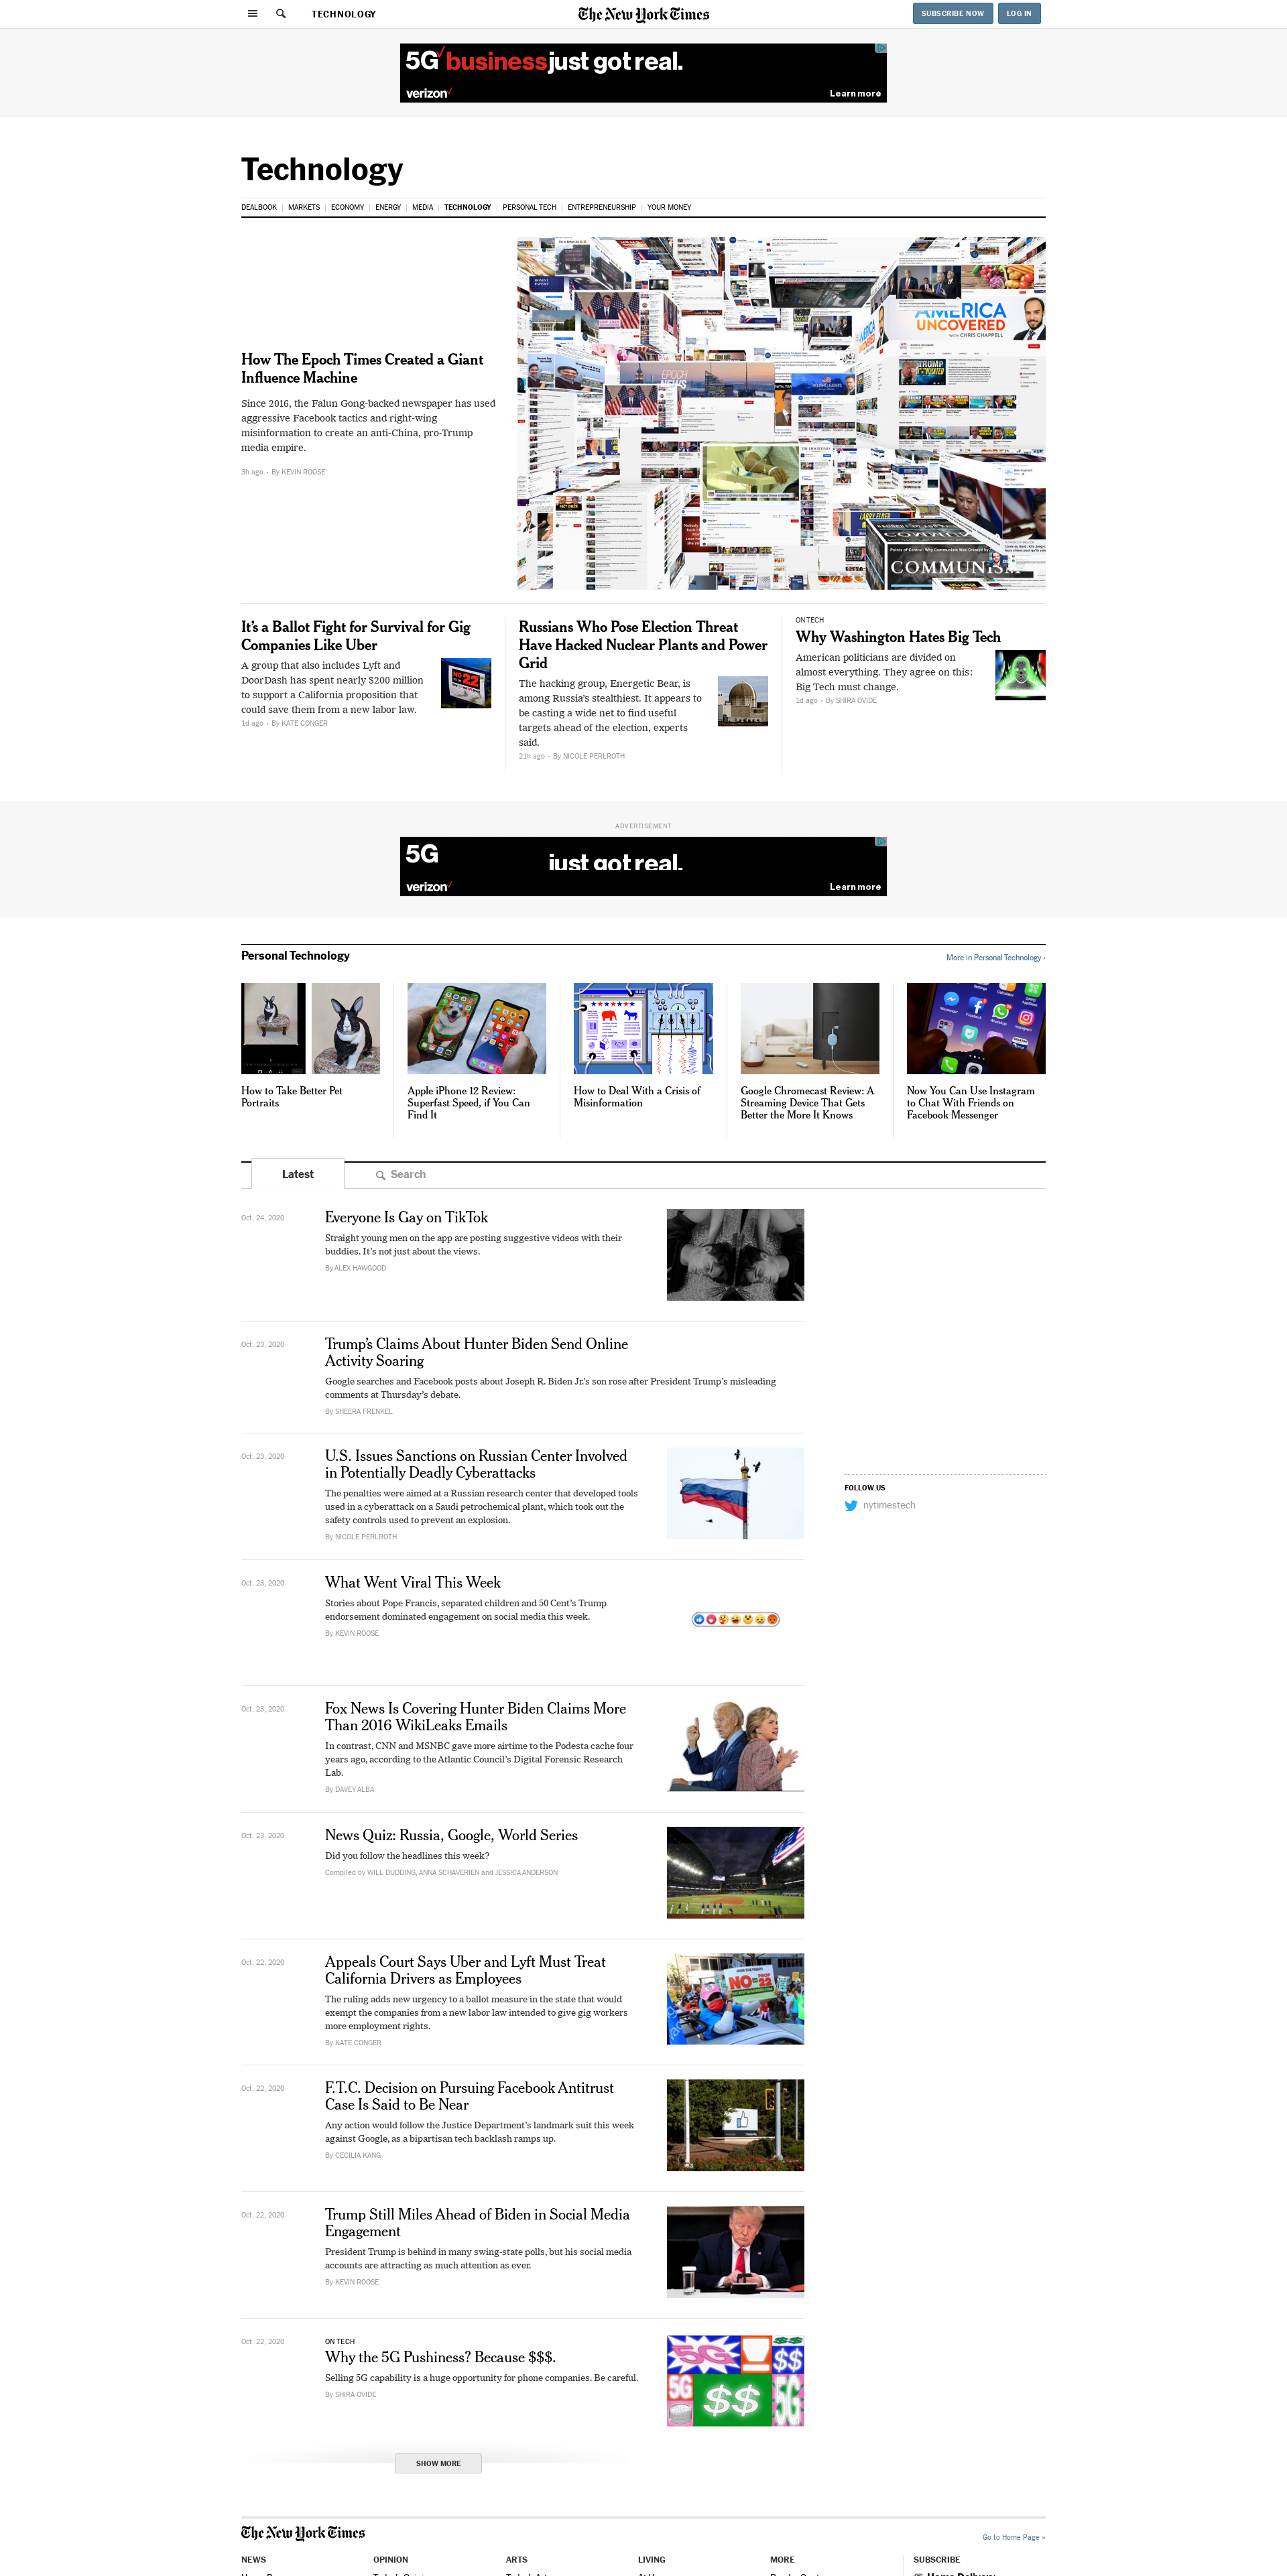 TECHNOLOGY
The New York Times
SUBSCRIBE NOW
LOG IN
5G business just got real.
verizon
Learn more
Technology
DEALBOOK
MARKETS
ECONOMY
ENERGY
MEDIA
TECHNOLOGY
PERSONAL TECH
ENTREPRENEURSHIP
YOUR MONEY
How The Epoch Times Created a Giant
Influence Machine
Since 2016, the Falun Gong-backed newspaper has used
aggressive Facebook tactics and right-wing
misinformation to create an anti-China, pro-Trump
media empire.
3h ago • By KEVIN ROOSE
AMERICA
UNCOVERED
WITH CHRIS CHAPPELL
EPOCH
NEWS
LARRY ELDER
COMMUNISM
It’s a Ballot Fight for Survival for Gig
Companies Like Uber
A group that also includes Lyft and
DoorDash has spent nearly $200 million
to support a California proposition that
could save them from a new labor law.
1d ago • By KATE CONGER
NO
22
Russians Who Pose Election Threat
Have Hacked Nuclear Plants and Power
Grid
The hacking group, Energetic Bear, is
among Russia’s stealthiest. It appears to
be casting a wide net to find useful
targets ahead of the election, experts
said.
21h ago • By NICOLE PERLROTH
ON TECH
Why Washington Hates Big Tech
American politicians are divided on
almost everything. They agree on this:
Big Tech must change.
1d ago • By SHIRA OVIDE
ADVERTISEMENT
5G just got real.
verizon
Learn more
Personal Technology
More in Personal Technology ›
How to Take Better Pet
Portraits
Apple iPhone 12 Review:
Superfast Speed, if You Can
Find It
How to Deal With a Crisis of
Misinformation
Google Chromecast Review: A
Streaming Device That Gets
Better the More It Knows
Now You Can Use Instagram
to Chat With Friends on
Facebook Messenger
Latest
Search
Oct. 24, 2020
Everyone Is Gay on TikTok
Straight young men on the app are posting suggestive videos with their
buddies. It’s not just about the views.
By ALEX HAWGOOD
Oct. 23, 2020
Trump’s Claims About Hunter Biden Send Online
Activity Soaring
Google searches and Facebook posts about Joseph R. Biden Jr.’s son rose after President Trump’s misleading
comments at Thursday’s debate.
By SHEERA FRENKEL
Oct. 23, 2020
U.S. Issues Sanctions on Russian Center Involved
in Potentially Deadly Cyberattacks
The penalties were aimed at a Russian research center that developed tools
used in a cyberattack on a Saudi petrochemical plant, which took out the
safety controls used to prevent an explosion.
By NICOLE PERLROTH
FOLLOW US
nytimestech
Oct. 23, 2020
What Went Viral This Week
Stories about Pope Francis, separated children and 50 Cent’s Trump
endorsement dominated engagement on social media this week.
By KEVIN ROOSE
Oct. 23, 2020
Fox News Is Covering Hunter Biden Claims More
Than 2016 WikiLeaks Emails
In contrast, CNN and MSNBC gave more airtime to the Podesta cache four
years ago, according to the Atlantic Council’s Digital Forensic Research
Lab.
By DAVEY ALBA
Oct. 23, 2020
News Quiz: Russia, Google, World Series
Did you follow the headlines this week?
Compiled by WILL DUDDING, ANNA SCHAVERIEN and JESSICA ANDERSON
Oct. 22, 2020
Appeals Court Says Uber and Lyft Must Treat
California Drivers as Employees
The ruling adds new urgency to a ballot measure in the state that would
exempt the companies from a new labor law intended to give gig workers
more employment rights.
By KATE CONGER
NO
Oct. 22, 2020
F.T.C. Decision on Pursuing Facebook Antitrust
Case Is Said to Be Near
Any action would follow the Justice Department’s landmark suit this week
against Google, as a bipartisan tech backlash ramps up.
By CECILIA KANG
Oct. 22, 2020
Trump Still Miles Ahead of Biden in Social Media
Engagement
President Trump is behind in many swing-state polls, but his social media
accounts are attracting as much attention as ever.
By KEVIN ROOSE
Oct. 22, 2020
ON TECH
Why the 5G Pushiness? Because $$$.
Selling 5G capability is a huge opportunity for phone companies. Be careful.
By SHIRA OVIDE
5G
$$
5G
$$
5G
SHOW MORE
The New York Times
Go to Home Page »
NEWS
OPINION
ARTS
LIVING
MORE
SUBSCRIBE